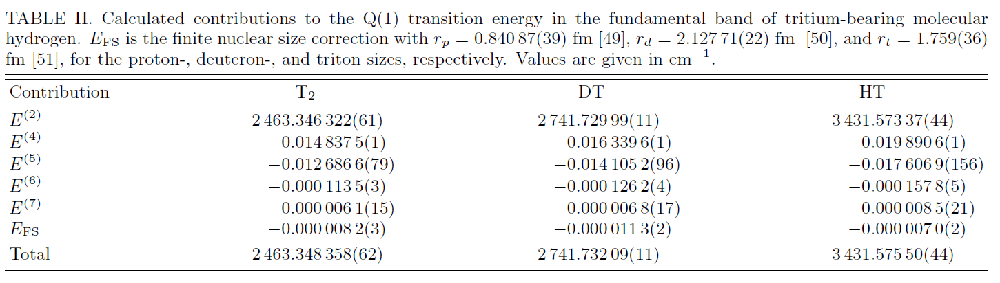 TABLE II. Calculated contributions to the Q(1) transition energy in the fundamental band of tritium-bearing molecular
hydrogen. E_FS is the finite nuclear size correction with r_p = 0.840 87(39) fm [49], r_d = 2.127 71(22) fm [50], and r_t = 1.759(36)
fm [51], for the proton-, deuteron-, and triton sizes, respectively. Values are given in cm⁻¹.
Contribution T₂ DT HT
E⁽²⁾ 2 463.346 322(61) 2 741.729 99(11) 3 431.573 37(44)
E⁽⁴⁾ 0.014 837 5(1) 0.016 339 6(1) 0.019 890 6(1)
E⁽⁵⁾ −0.012 686 6(79) −0.014 105 2(96) −0.017 606 9(156)
E⁽⁶⁾ −0.000 113 5(3) −0.000 126 2(4) −0.000 157 8(5)
E⁽⁷⁾ 0.000 006 1(15) 0.000 006 8(17) 0.000 008 5(21)
E_FS −0.000 008 2(3) −0.000 011 3(2) −0.000 007 0(2)
Total 2 463.348 358(62) 2 741.732 09(11) 3 431.575 50(44)